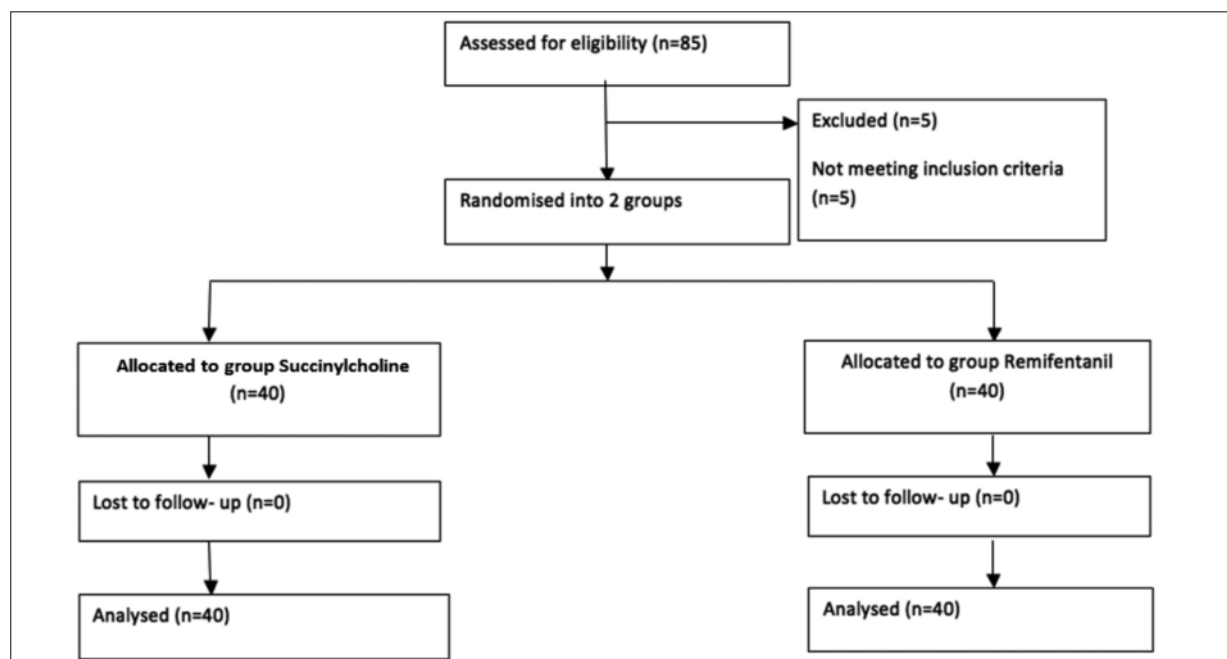 Assessed for eligibility (n=85)
Excluded (n=5)
Not meeting inclusion criteria
(n=5)
Randomised into 2 groups
Allocated to group Succinylcholine
(n=40)
Allocated to group Remifentanil
(n=40)
Lost to follow- up (n=0)
Lost to follow- up (n=0)
Analysed (n=40)
Analysed (n=40)